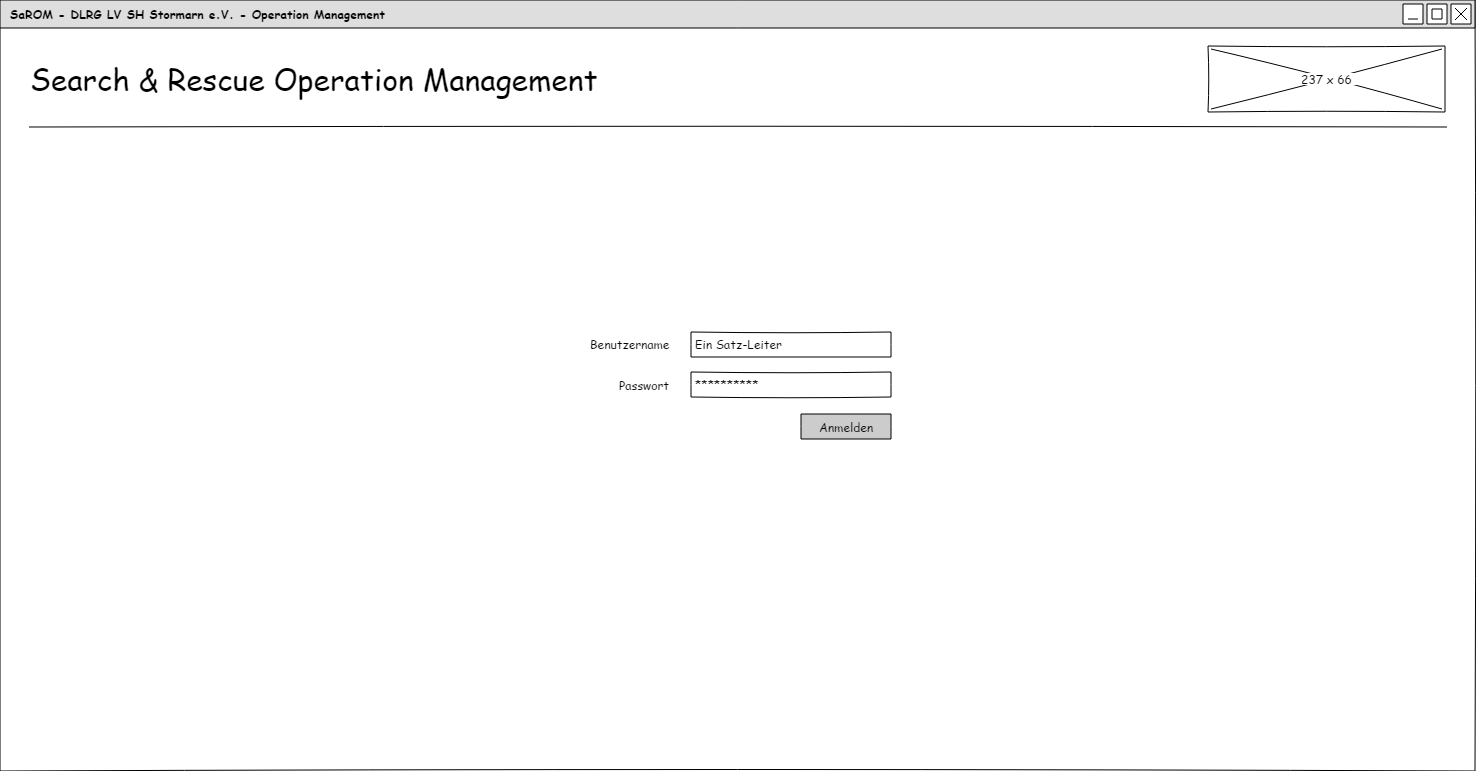 SaROM - DLRG LV SH Stormarn e.V. - Operation Management
Search & Rescue Operation Management
237 x 66
Benutzername
Ein Satz-Leiter
Passwort
**********
Anmelden